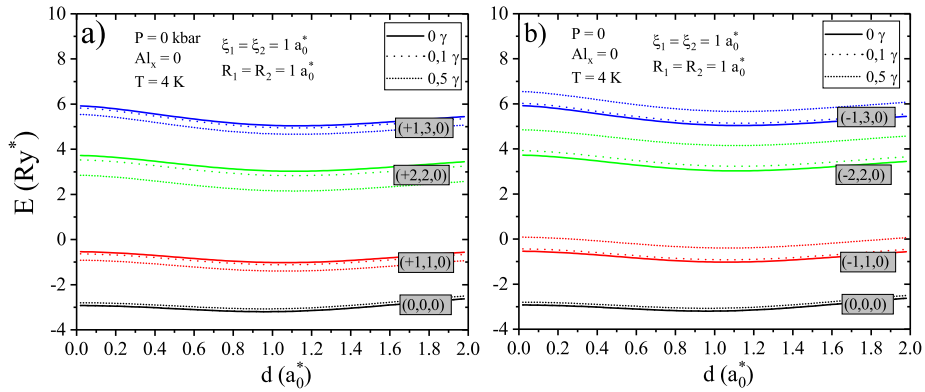 a)
P = 0 kbar
Alx = 0
T = 4 K
ξ1 = ξ2 = 1 a0*
R1 = R2 = 1 a0*
0 γ
0,1 γ
0,5 γ
(+1,3,0)
(+2,2,0)
(+1,1,0)
(0,0,0)
10
8
6
4
2
0
-2
-4
E (Ry*)
0.0 0.2 0.4 0.6 0.8 1.0 1.2 1.4 1.6 1.8 2.0
d (a0*)
b)
P = 0
Alx = 0
T = 4 K
ξ1 = ξ2 = 1 a0*
R1 = R2 = 1 a0*
0 γ
0,1 γ
0,5 γ
(-1,3,0)
(-2,2,0)
(-1,1,0)
(0,0,0)
10
8
6
4
2
0
-2
-4
0.0 0.2 0.4 0.6 0.8 1.0 1.2 1.4 1.6 1.8 2.0
d (a0*)